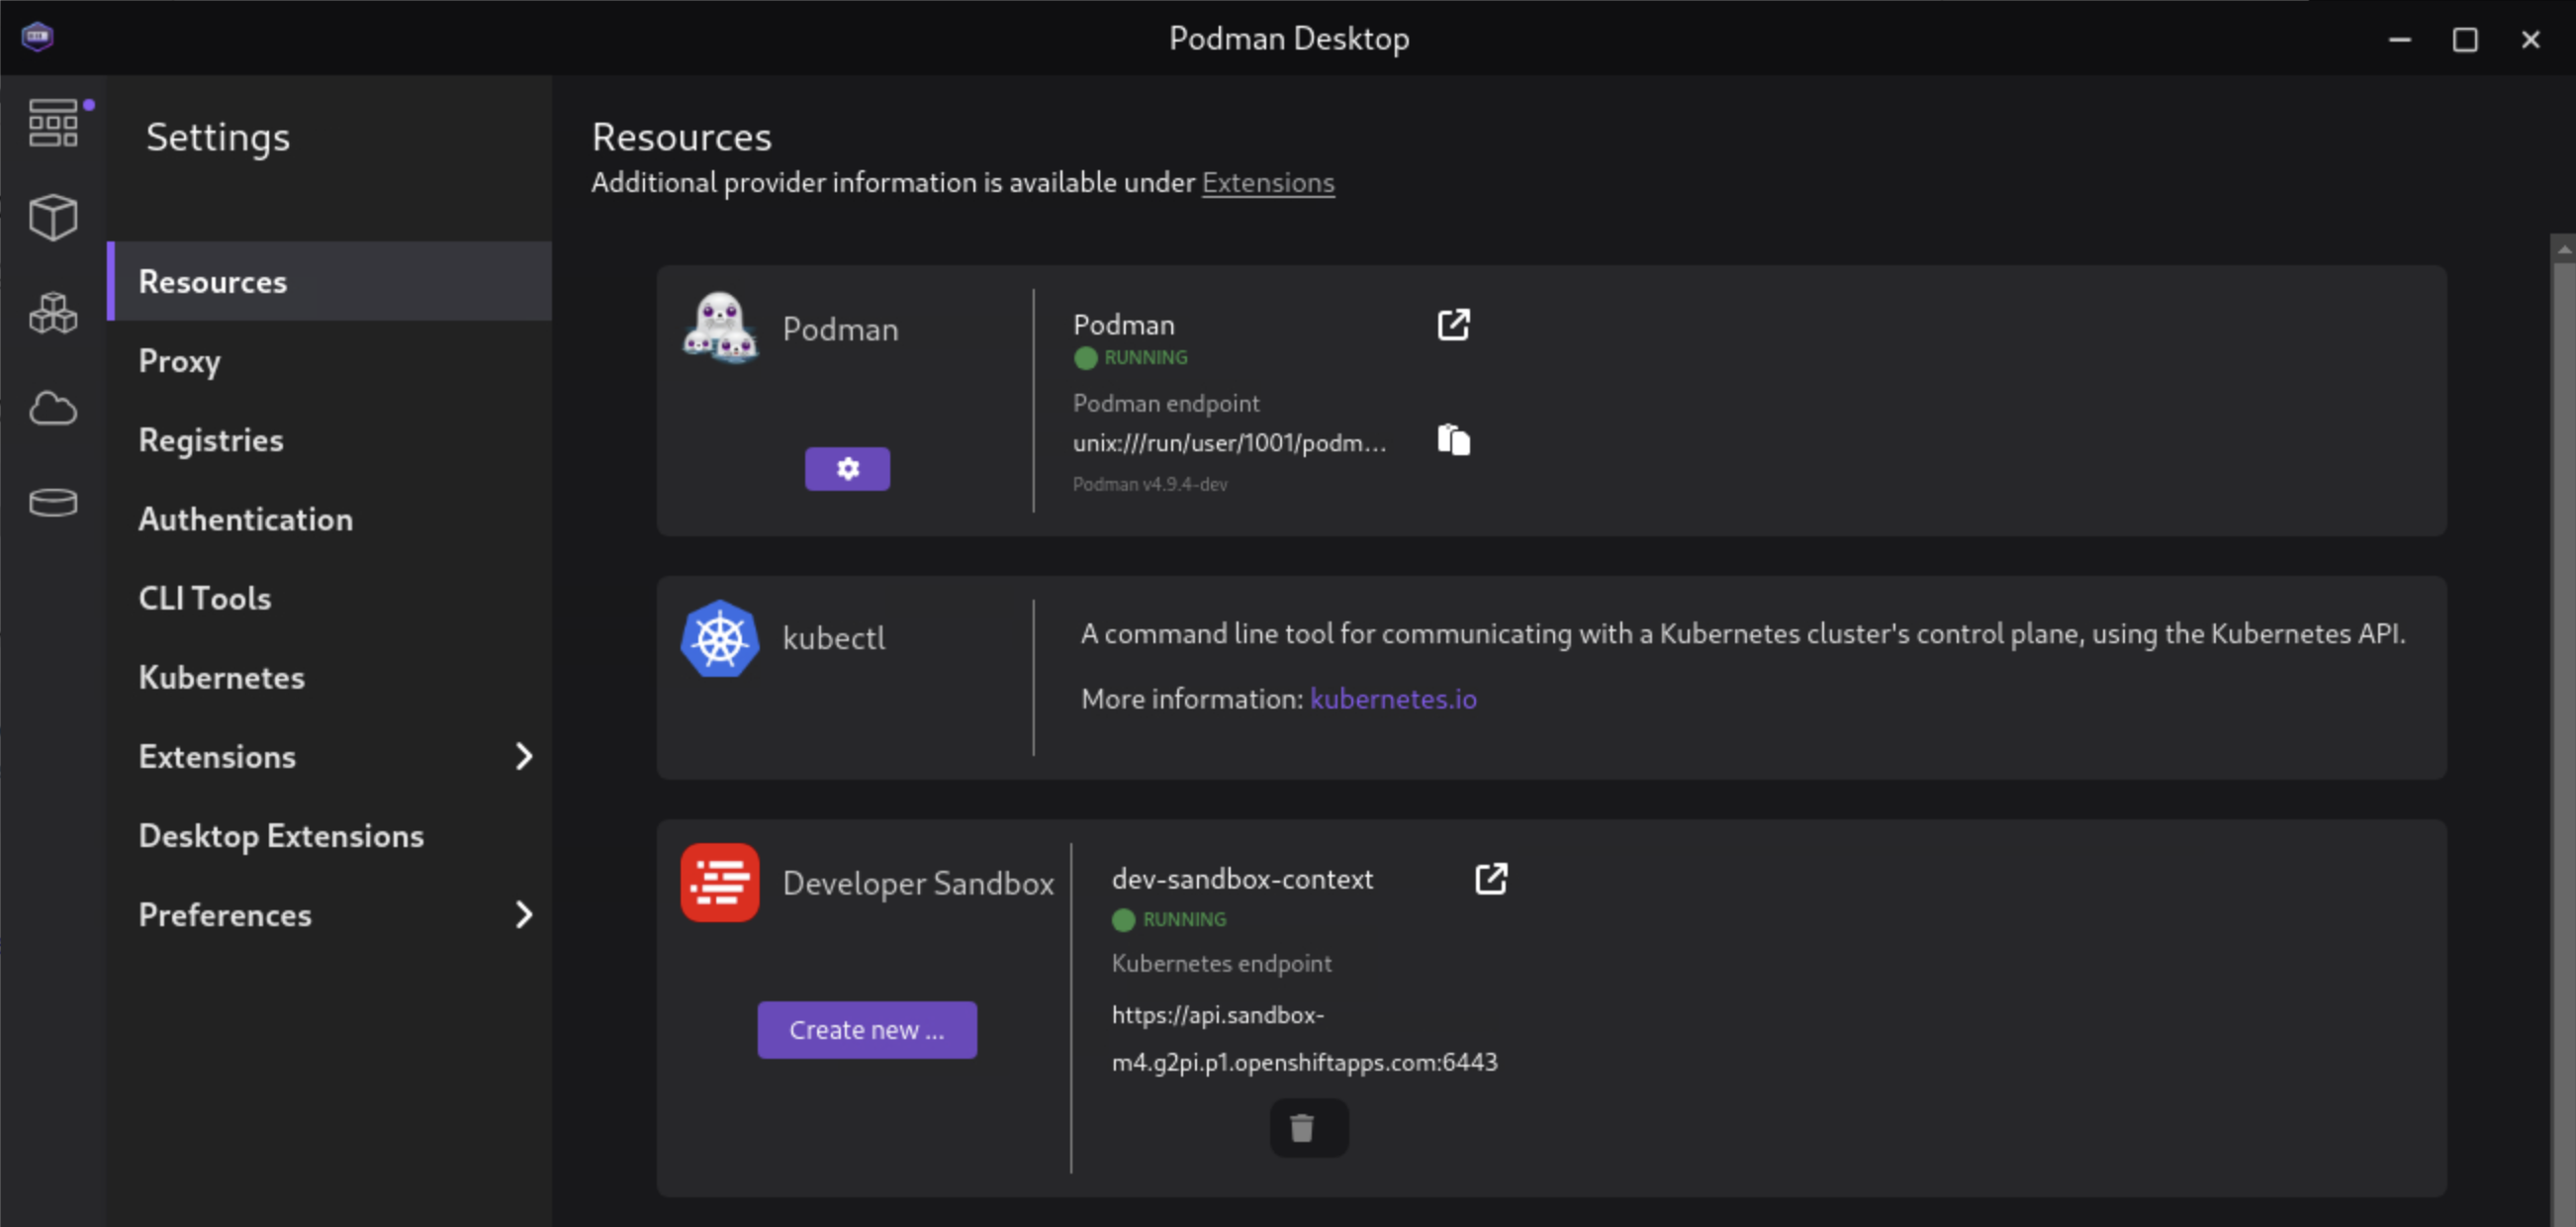 Podman Desktop
Settings
Resources
Proxy
Registries
Authentication
CLI Tools
Kubernetes
Extensions
Desktop Extensions
Preferences
Resources
Additional provider information is available under Extensions
Podman
Podman
RUNNING
Podman endpoint
unix:///run/user/1001/podm...
Podman v4.9.4-dev
kubectl
A command line tool for communicating with a Kubernetes cluster's control plane, using the Kubernetes API.
More information: kubernetes.io
Developer Sandbox
Create new ...
dev-sandbox-context
RUNNING
Kubernetes endpoint
https://api.sandbox-
m4.g2pi.p1.openshiftapps.com:6443